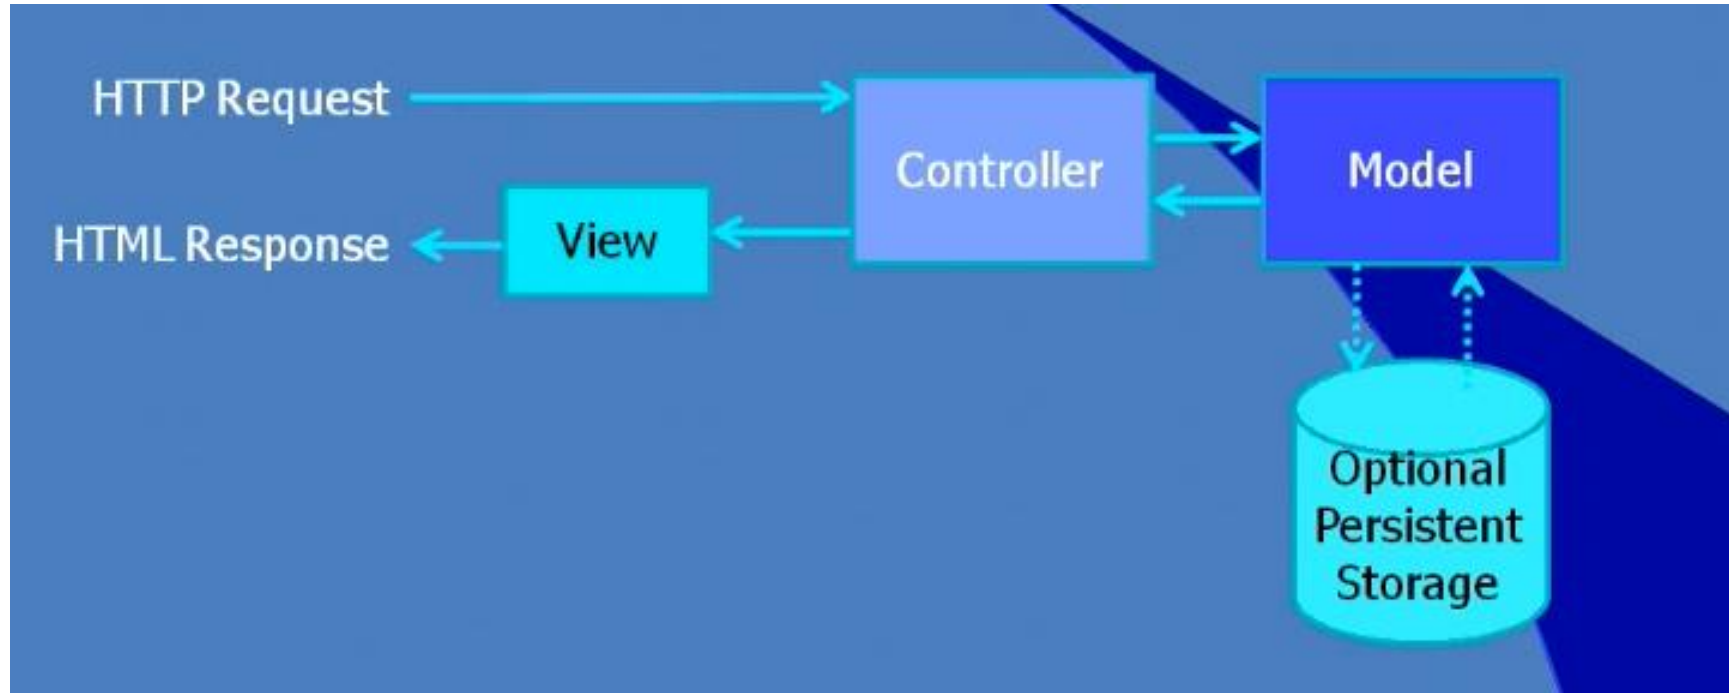 HTTP Request
Controller
Model
HTML Response
View
Optional
Persistent
Storage